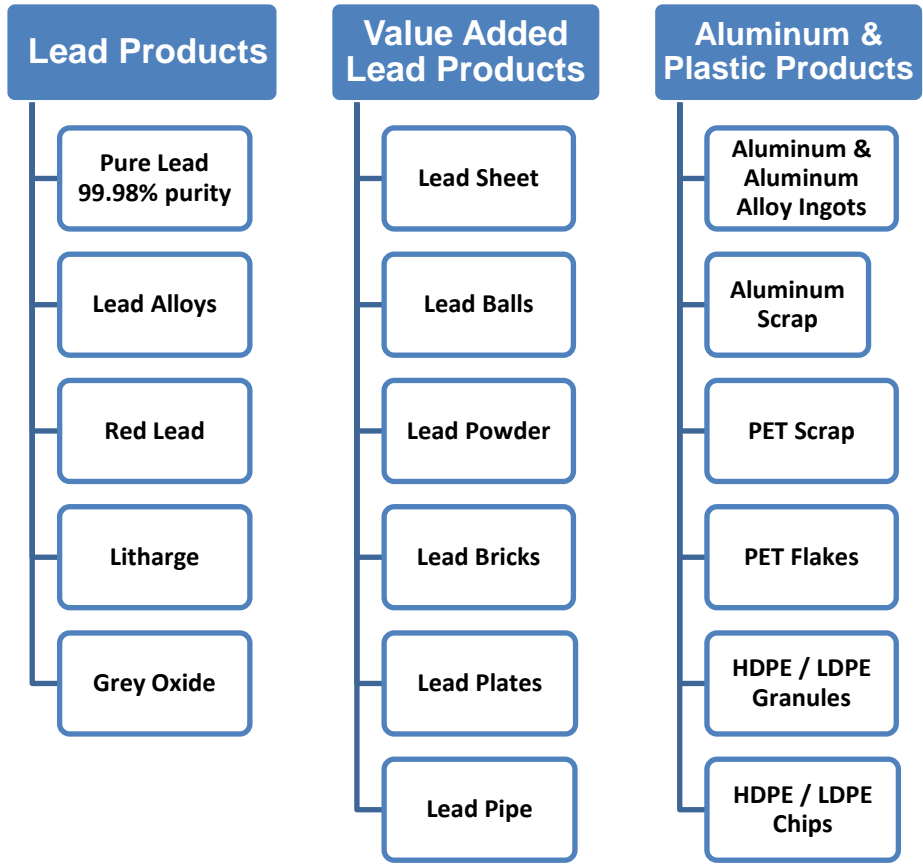 Lead Products
Pure Lead
99.98% purity
Lead Alloys
Red Lead
Litharge
Grey Oxide
Value Added
Lead Products
Lead Sheet
Lead Balls
Lead Powder
Lead Bricks
Lead Plates
Lead Pipe
Aluminum &
Plastic Products
Aluminum &
Aluminum
Alloy Ingots
Aluminum
Scrap
PET Scrap
PET Flakes
HDPE / LDPE
Granules
HDPE / LDPE
Chips